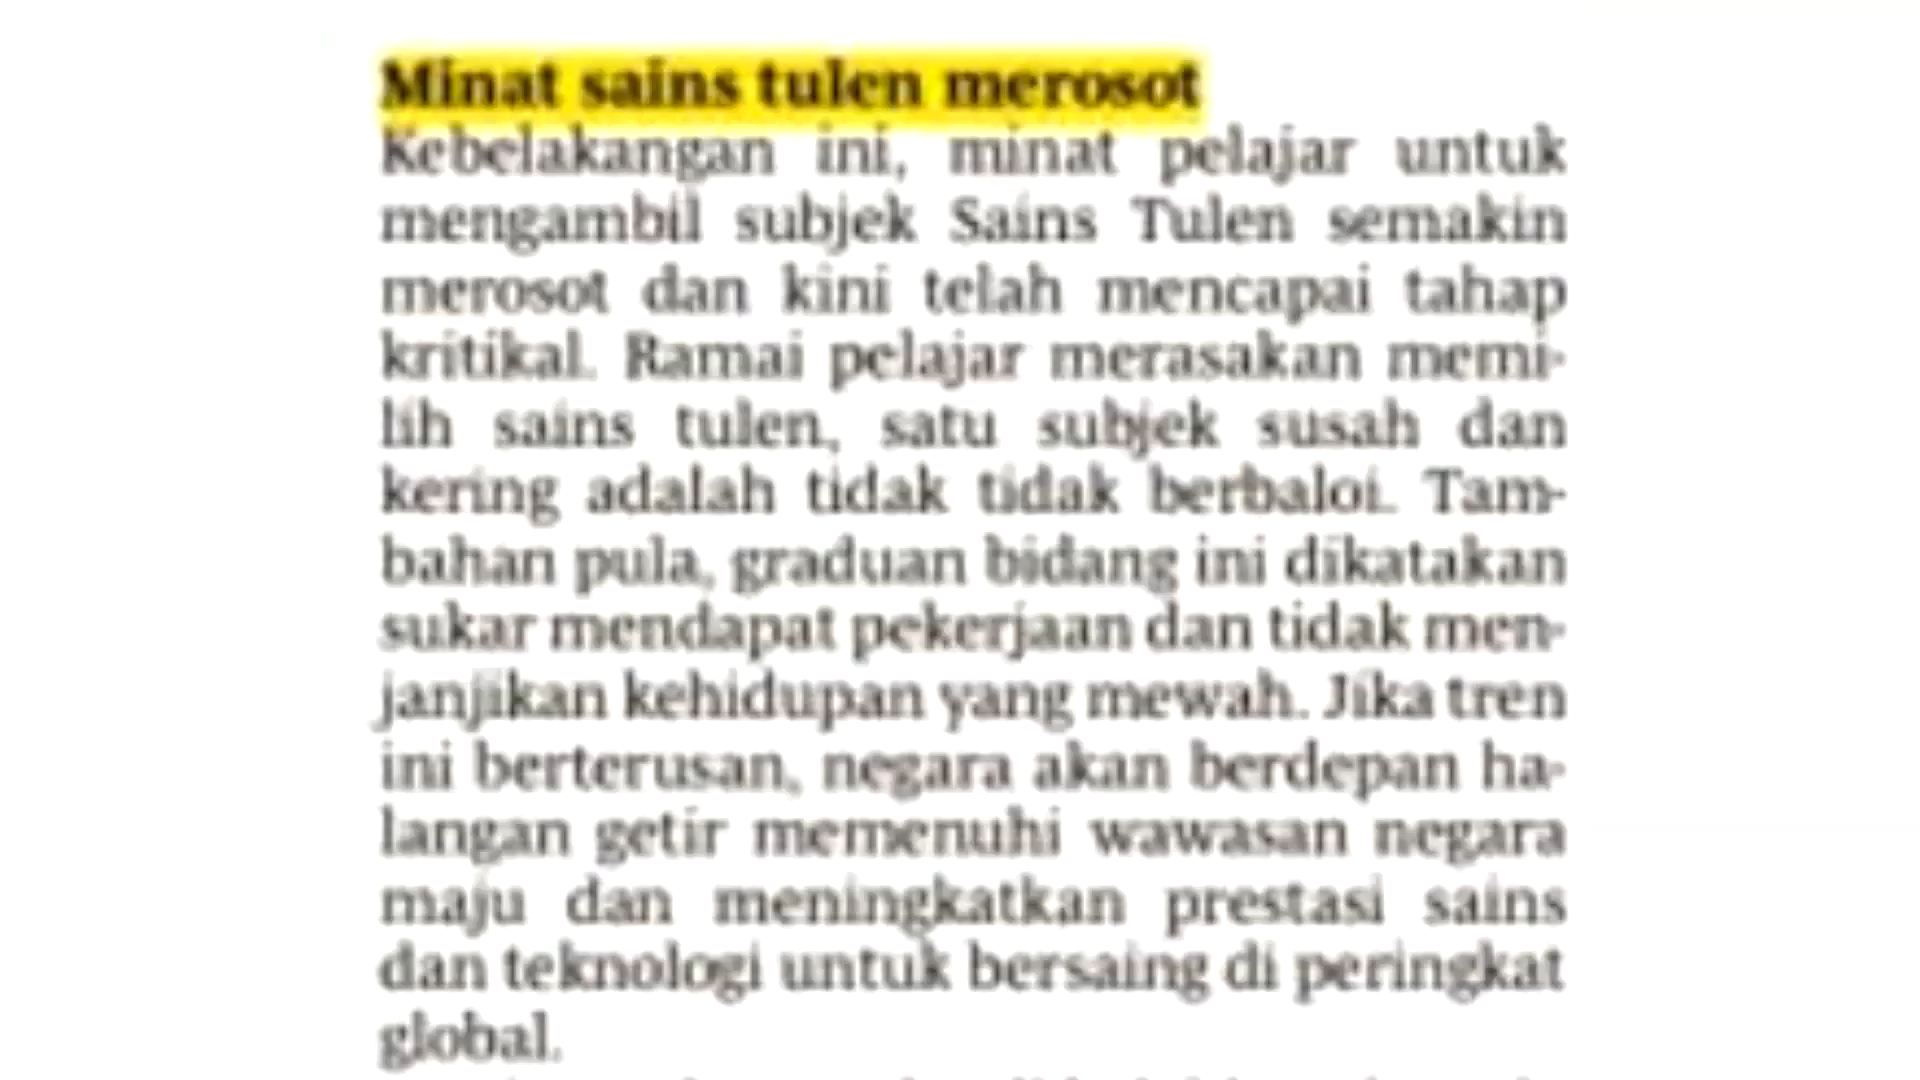 Minat sains tulen merosot
Kebelakangan ini, minat pelajar untuk
mengambil subjek Sains Tulen semakin
merosot dan kini telah mencapai tahap
kritikal. Ramai pelajar merasakan memi-
lih sains tulen, satu subjek susah dan
kering adalah tidak tidak berbaloi. Tam-
bahan pula, graduan bidang ini dikatakan
sukar mendapat pekerjaan dan tidak men-
janjikan kehidupan yang mewah. Jika tren
ini berterusan, negara akan berdepan ha-
langan getir memenuhi wawasan negara
maju dan meningkatkan prestasi sains
dan teknologi untuk bersaing di peringkat
global.